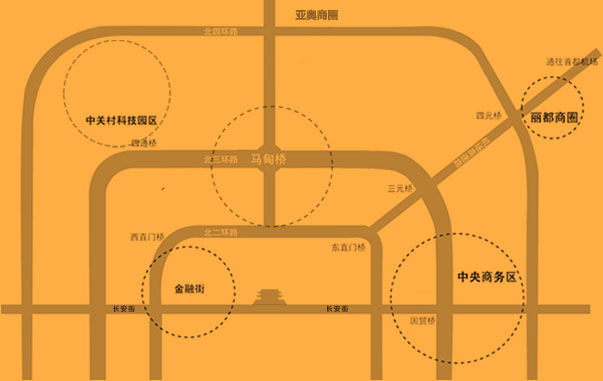 亚奥商圈
北四环路
通往首都机场
四元桥
丽都商圈
中关村科技园区
四通桥
北三环路
马甸桥
三元桥
北二环路
西直门桥
东直门桥
中央商务区
金融街
长安街
长安街
国贸桥